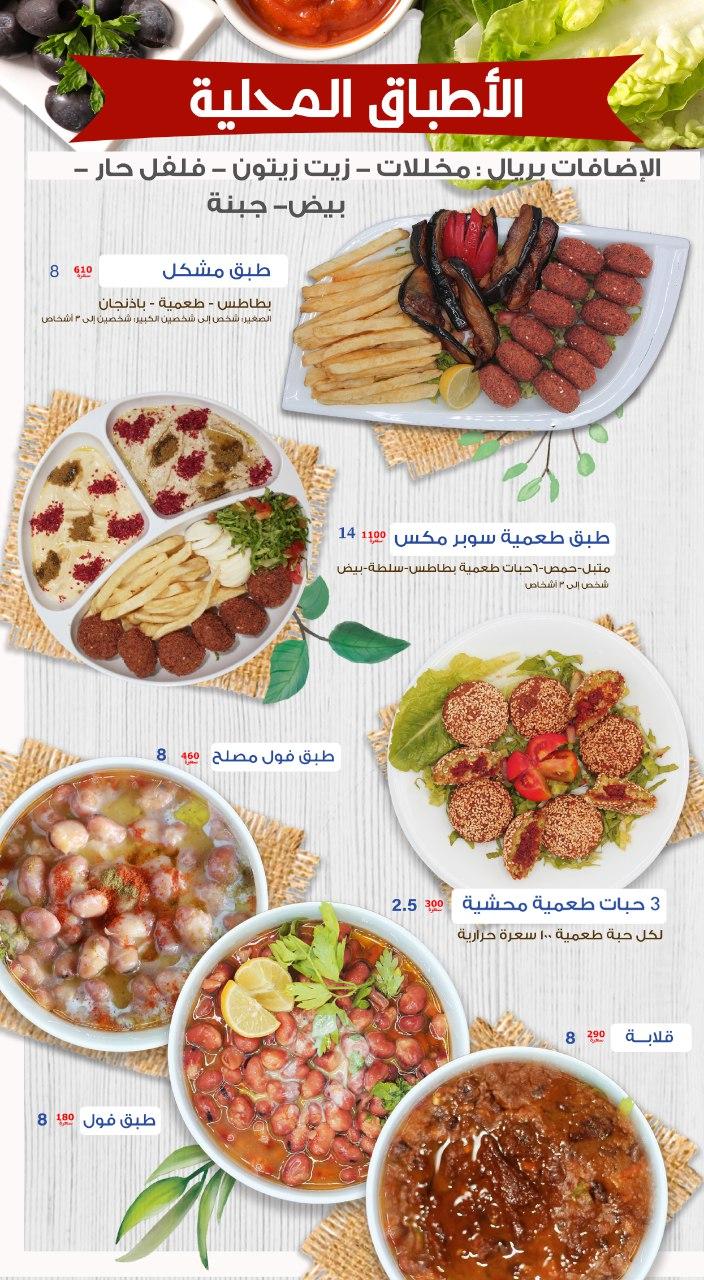 الأطباق المحلية
الإضافات بريال : مخللات - زيت زيتون - فلفل حار -
بيض- جبنة
طبق مشكل 610 سعرة 8
بطاطس - طعمية - باذنجان
الصغير: شخص إلى شخصين الكبير: شخصين إلى ٣ أشخاص
طبق طعمية سوبر مكس 1100 سعرة 14
متبل-حمص-٦حبات طعمية بطاطس-سلطة-بيض
شخص إلى ٣ أشخاص
طبق فول مصلح 460 سعرة 8
3 حبات طعمية محشية 300 سعرة 2.5
لكل حبة طعمية ١٠٠ سعرة حرارية
قلابـــة 290 سعرة 8
طبق فول 180 سعرة 8